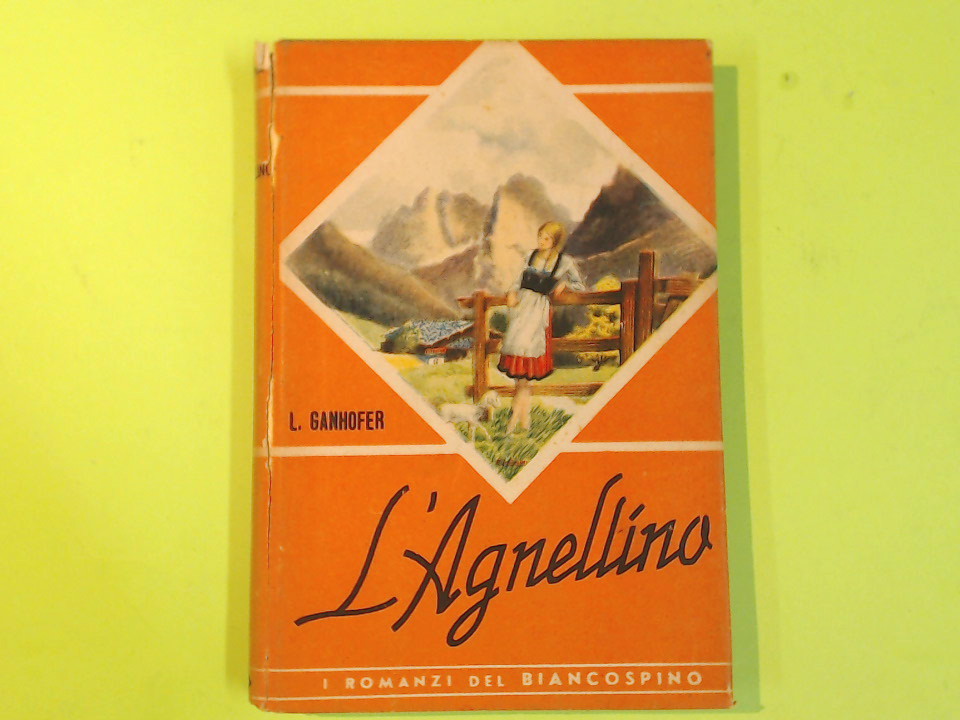 L. GANHOFER
L'Agnellino
I ROMANZI DEL BIANCOSPINO